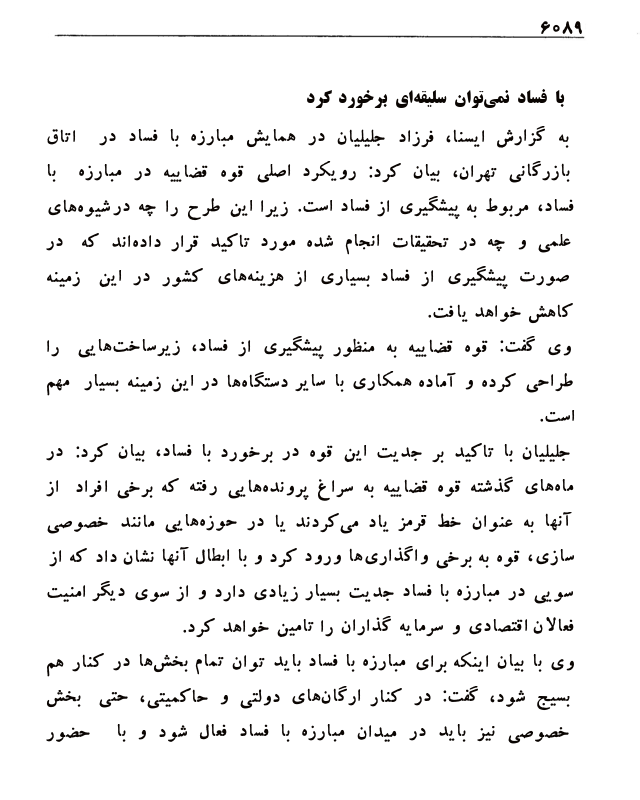 ۶۰۸۹
با فساد نمی‌توان سلیقه‌ای برخورد کرد
به گزارش ایسنا، فرزاد جلیلیان در همایش مبارزه با فساد در اتاق
بازرگانی تهران، بیان کرد: رویکرد اصلی قوه قضاییه در مبارزه با
فساد، مربوط به پیشگیری از فساد است. زیرا این طرح را چه درشیوه‌های
علمی و چه در تحقیقات انجام شده مورد تاکید قرار داده‌اند که در
صورت پیشگیری از فساد بسیاری از هزینه‌های کشور در این زمینه
کاهش خواهد یافت.
وی گفت: قوه قضاییه به منظور پیشگیری از فساد، زیرساخت‌هایی را
طراحی کرده و آماده همکاری با سایر دستگاه‌ها در این زمینه بسیار مهم
است.
جلیلیان با تاکید بر جدیت این قوه در برخورد با فساد، بیان کرد: در
ماه‌های گذشته قوه قضاییه به سراغ پرونده‌هایی رفته که برخی افراد از
آنها به عنوان خط قرمز یاد می‌کردند یا در حوزه‌هایی مانند خصوصی
سازی، قوه به برخی واگذاری‌ها ورود کرد و با ابطال آنها نشان داد که از
سویی در مبارزه با فساد جدیت بسیار زیادی دارد و از سوی دیگر امنیت
فعالان اقتصادی و سرمایه گذاران را تامین خواهد کرد.
وی با بیان اینکه برای مبارزه با فساد باید توان تمام بخش‌ها در کنار هم
بسیج شود، گفت: در کنار ارگان‌های دولتی و حاکمیتی، حتی بخش
خصوصی نیز باید در میدان مبارزه با فساد فعال شود و با حضور